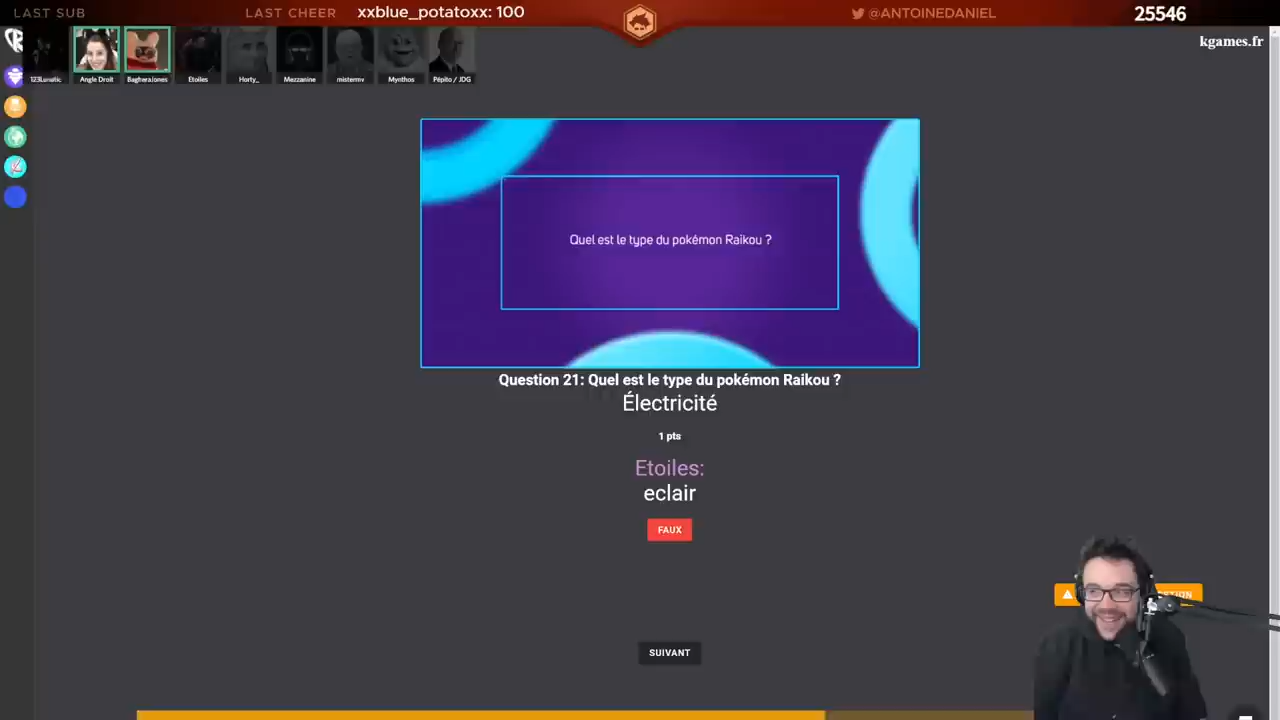 LAST SUB
LAST CHEER
xxblue_potatoxx: 100
@ANTOINEDANIEL
25546
kgames.fr
123Lunatic
Angle Droit
BagheraJones
Etoiles
Horty_
Mezzanine
mistermv
Mynthos
Pépito / JDG
Quel est le type du pokémon Raikou ?
Question 21: Quel est le type du pokémon Raikou ?
Électricité
1 pts
Etoiles:
eclair
FAUX
SUIVANT